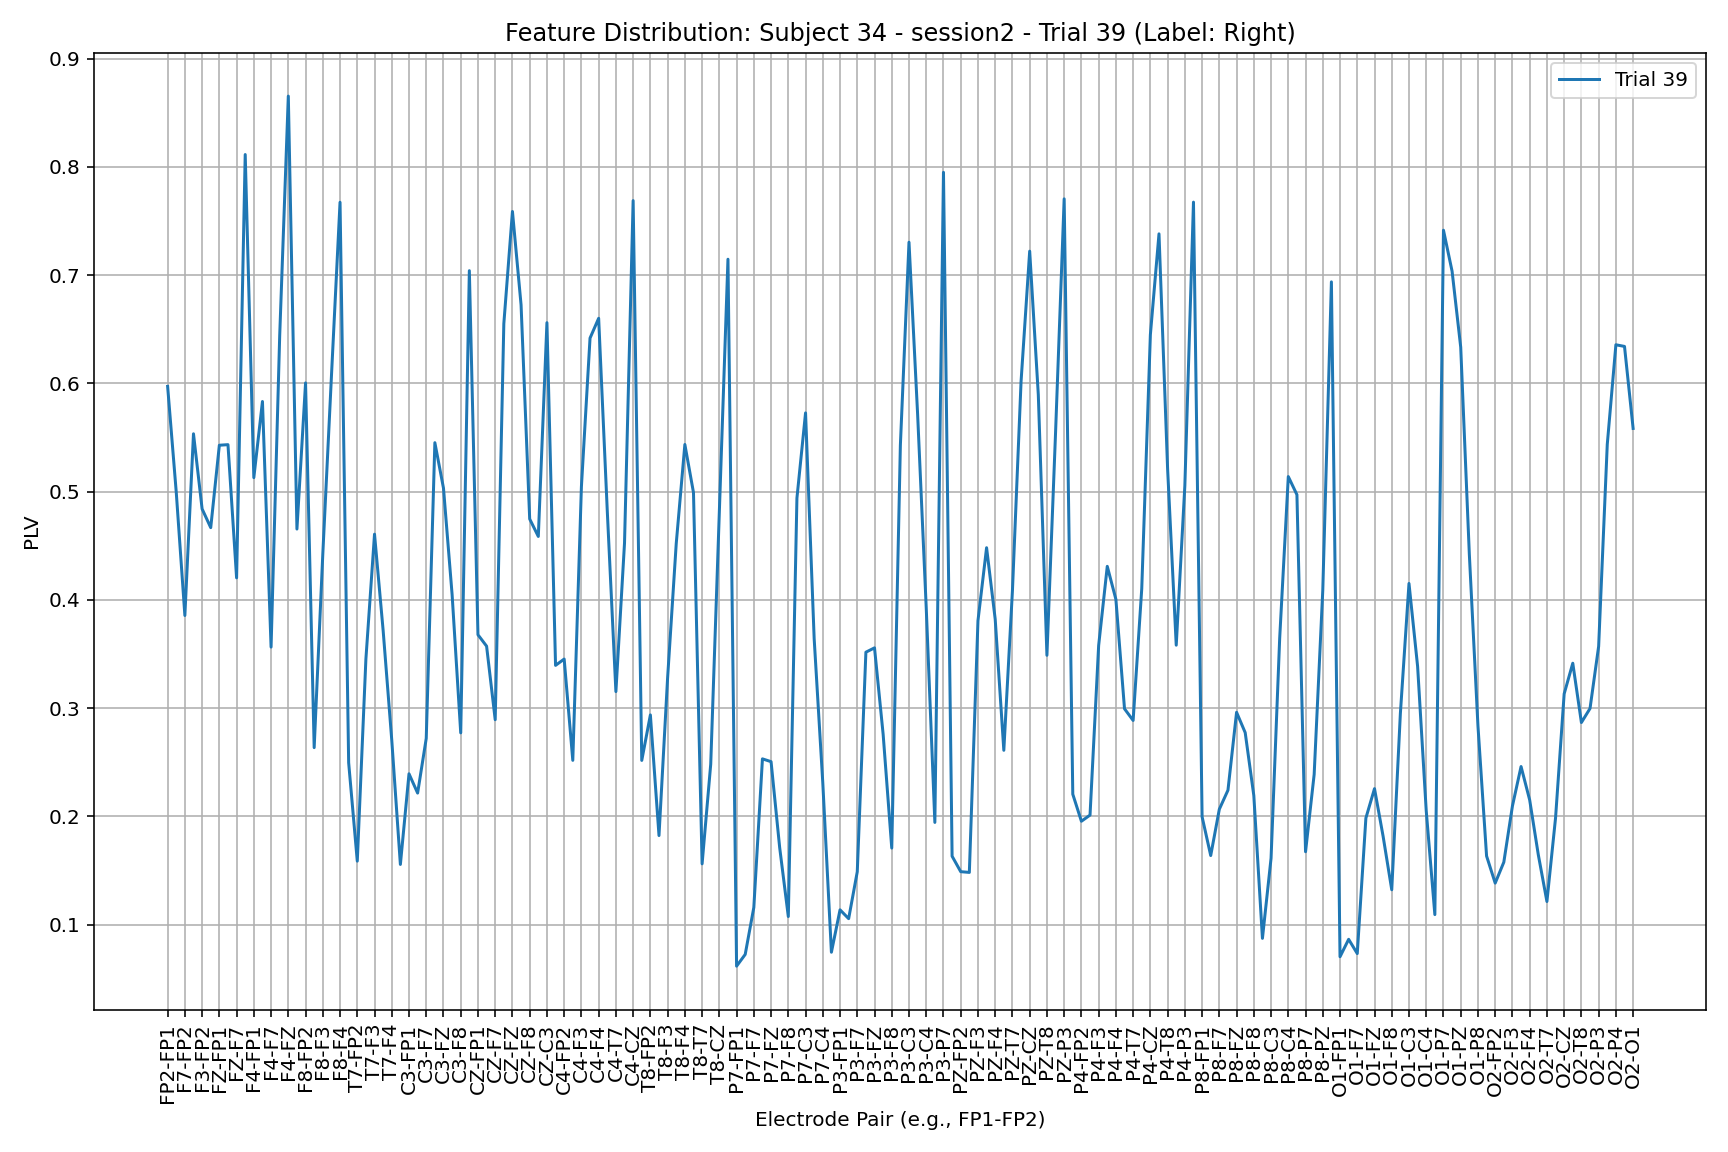 Feature Distribution: Subject 34 - session2 - Trial 39 (Label: Right)
Trial 39
PLV
0.9
0.8
0.7
0.6
0.5
0.4
0.3
0.2
0.1
FP2-FP1
F7-FP2
F3-FP2
FZ-FP1
FZ-F7
F4-FP1
F4-F7
F4-FZ
F8-FP2
F8-F3
F8-F4
T7-FP2
T7-F3
T7-F4
C3-FP1
C3-F7
C3-FZ
C3-F8
CZ-FP1
CZ-F7
CZ-FZ
CZ-F8
CZ-C3
C4-FP2
C4-F3
C4-F4
C4-T7
C4-CZ
T8-FP2
T8-F3
T8-F4
T8-T7
T8-CZ
P7-FP1
P7-F7
P7-FZ
P7-F8
P7-C3
P7-C4
P3-FP1
P3-F7
P3-FZ
P3-F8
P3-C3
P3-C4
P3-P7
PZ-FP2
PZ-F3
PZ-F4
PZ-T7
PZ-CZ
PZ-T8
PZ-P3
P4-FP2
P4-F3
P4-F4
P4-T7
P4-CZ
P4-T8
P4-P3
P8-FP1
P8-F7
P8-FZ
P8-F8
P8-C3
P8-C4
P8-P7
P8-PZ
O1-FP1
O1-F7
O1-FZ
O1-F8
O1-C3
O1-C4
O1-P7
O1-PZ
O1-P8
O2-FP2
O2-F3
O2-F4
O2-T7
O2-CZ
O2-T8
O2-P3
O2-P4
O2-O1
Electrode Pair (e.g., FP1-FP2)